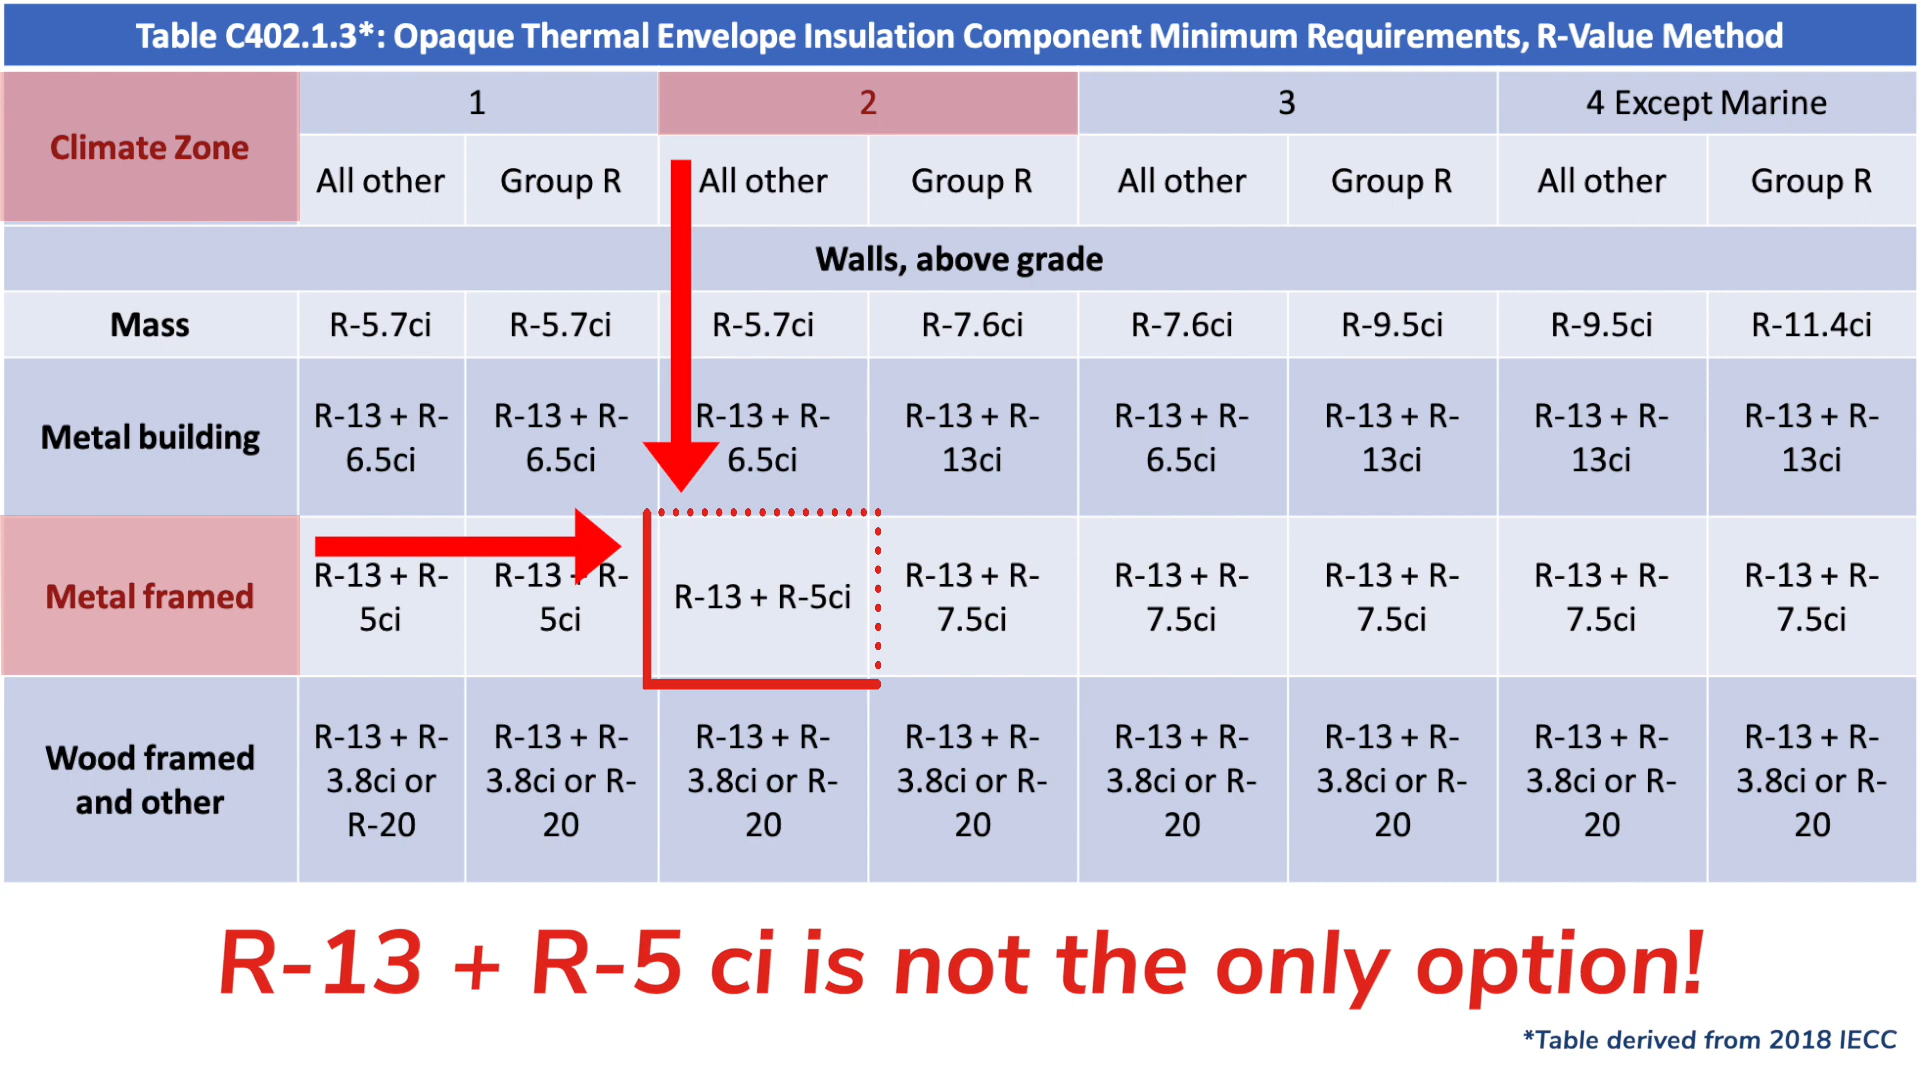 Table C402.1.3*: Opaque Thermal Envelope Insulation Component Minimum Requirements, R-Value Method
Climate Zone 1 2 3 4 Except Marine
All other Group R All other Group R All other Group R All other Group R
Walls, above grade
Mass R-5.7ci R-5.7ci R-5.7ci R-7.6ci R-7.6ci R-9.5ci R-9.5ci R-11.4ci
Metal building R-13 + R-6.5ci R-13 + R-6.5ci R-13 + R-6.5ci R-13 + R-13ci R-13 + R-6.5ci R-13 + R-13ci R-13 + R-13ci R-13 + R-13ci
Metal framed R-13 + R-5ci R-13 + R-5ci R-13 + R-5ci R-13 + R-7.5ci R-13 + R-7.5ci R-13 + R-7.5ci R-13 + R-7.5ci R-13 + R-7.5ci
Wood framed and other R-13 + R-3.8ci or R-20 R-13 + R-3.8ci or R-20 R-13 + R-3.8ci or R-20 R-13 + R-3.8ci or R-20 R-13 + R-3.8ci or R-20 R-13 + R-3.8ci or R-20 R-13 + R-3.8ci or R-20 R-13 + R-3.8ci or R-20
R-13 + R-5 ci is not the only option!
*Table derived from 2018 IECC